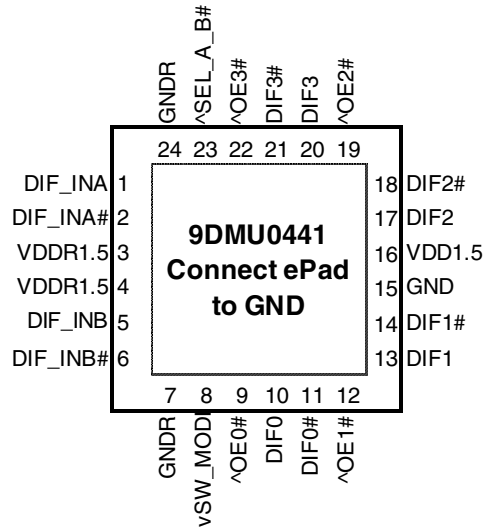 GNDR
^SEL_A_B#
^OE3#
DIF3#
DIF3
^OE2#
24 23 22 21 20 19
DIF_INA 1
DIF_INA# 2
VDDR1.5 3
VDDR1.5 4
DIF_INB 5
DIF_INB# 6
9DMU0441
Connect ePad
to GND
18 DIF2#
17 DIF2
16 VDD1.5
15 GND
14 DIF1#
13 DIF1
7 8 9 10 11 12
GNDR
vSW_MODE
^OE0#
DIF0
DIF0#
^OE1#